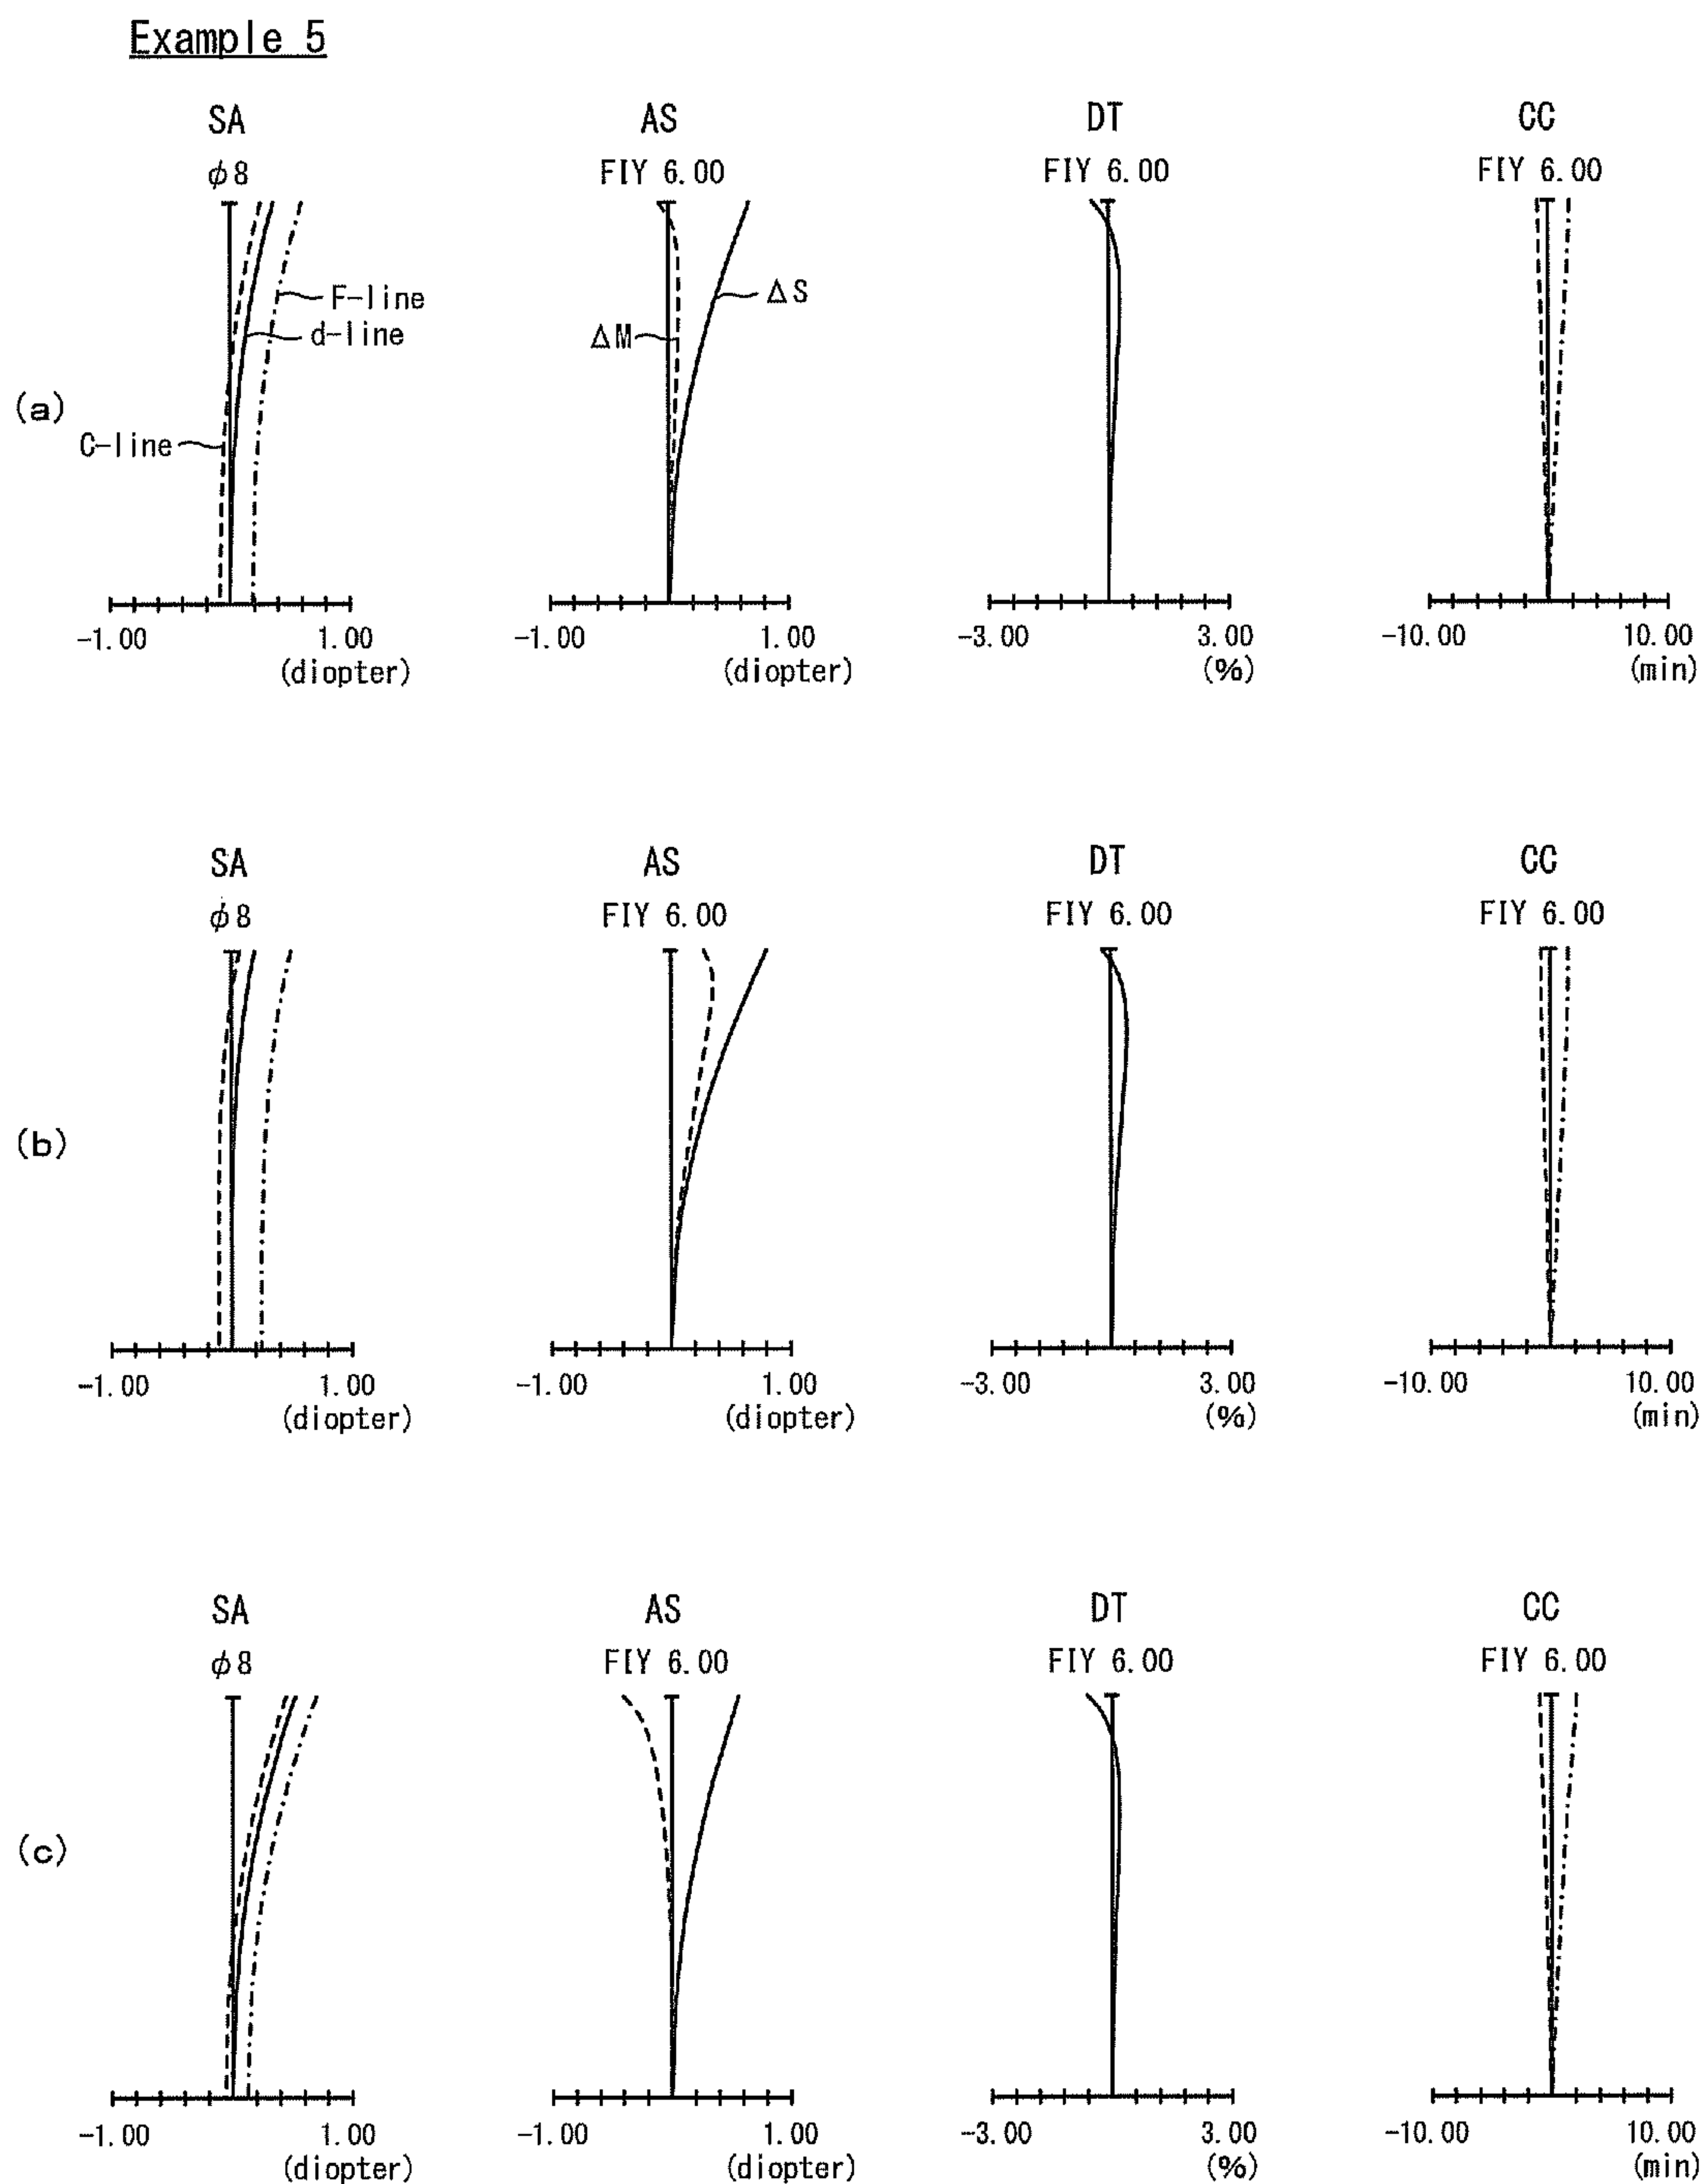 Example 5
SA AS DT CC
φ8 FIY 6.00 FIY 6.00 FIY 6.00
F-line
d-line
ΔS
ΔM
(a)
C-line
-1.00 1.00 -1.00 1.00 -3.00 3.00 -10.00 10.00
(diopter) (diopter) (%) (min)
SA AS DT CC
φ8 FIY 6.00 FIY 6.00 FIY 6.00
(b)
-1.00 1.00 -1.00 1.00 -3.00 3.00 -10.00 10.00
(diopter) (diopter) (%) (min)
SA AS DT CC
φ8 FIY 6.00 FIY 6.00 FIY 6.00
(c)
-1.00 1.00 -1.00 1.00 -3.00 3.00 -10.00 10.00
(diopter) (diopter) (%) (min)